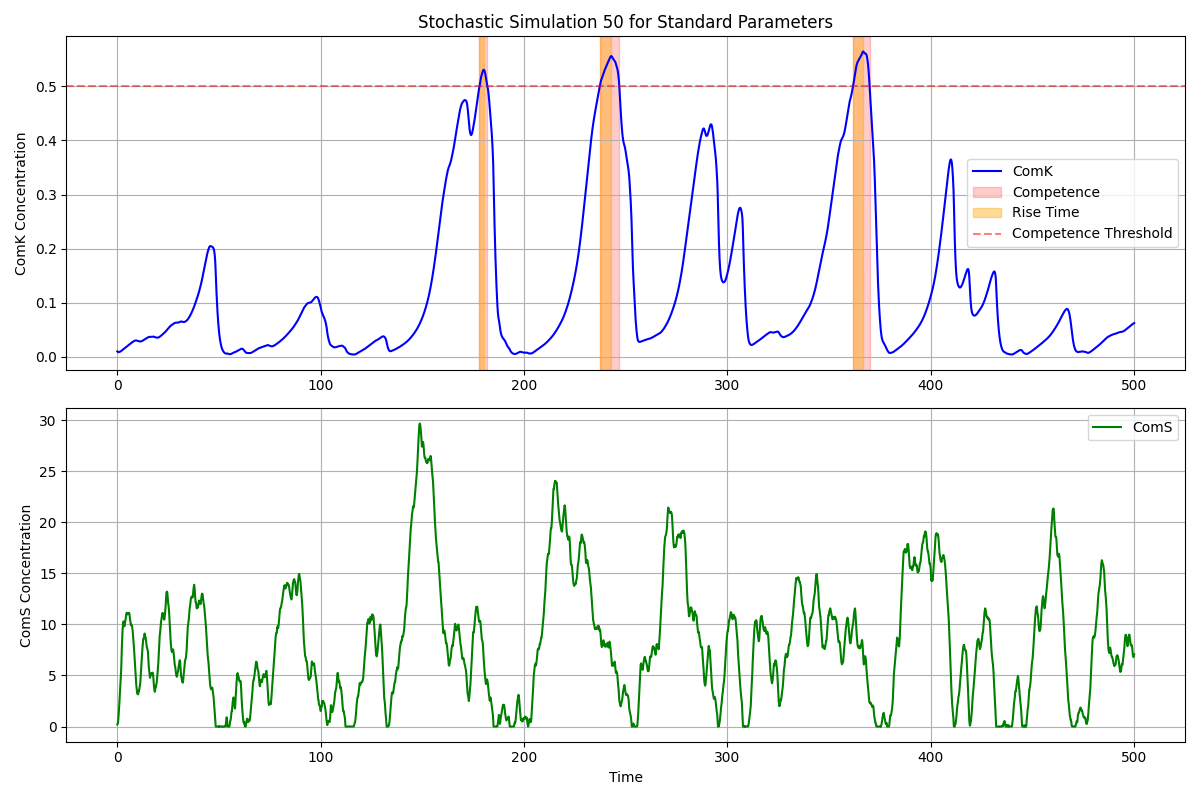 Stochastic Simulation 50 for Standard Parameters
ComK Concentration
0.5
0.4
0.3
0.2
0.1
0.0
ComK
Competence
Rise Time
Competence Threshold
0 100 200 300 400 500
ComS Concentration
30
25
20
15
10
5
0
ComS
0 100 200 300 400 500
Time